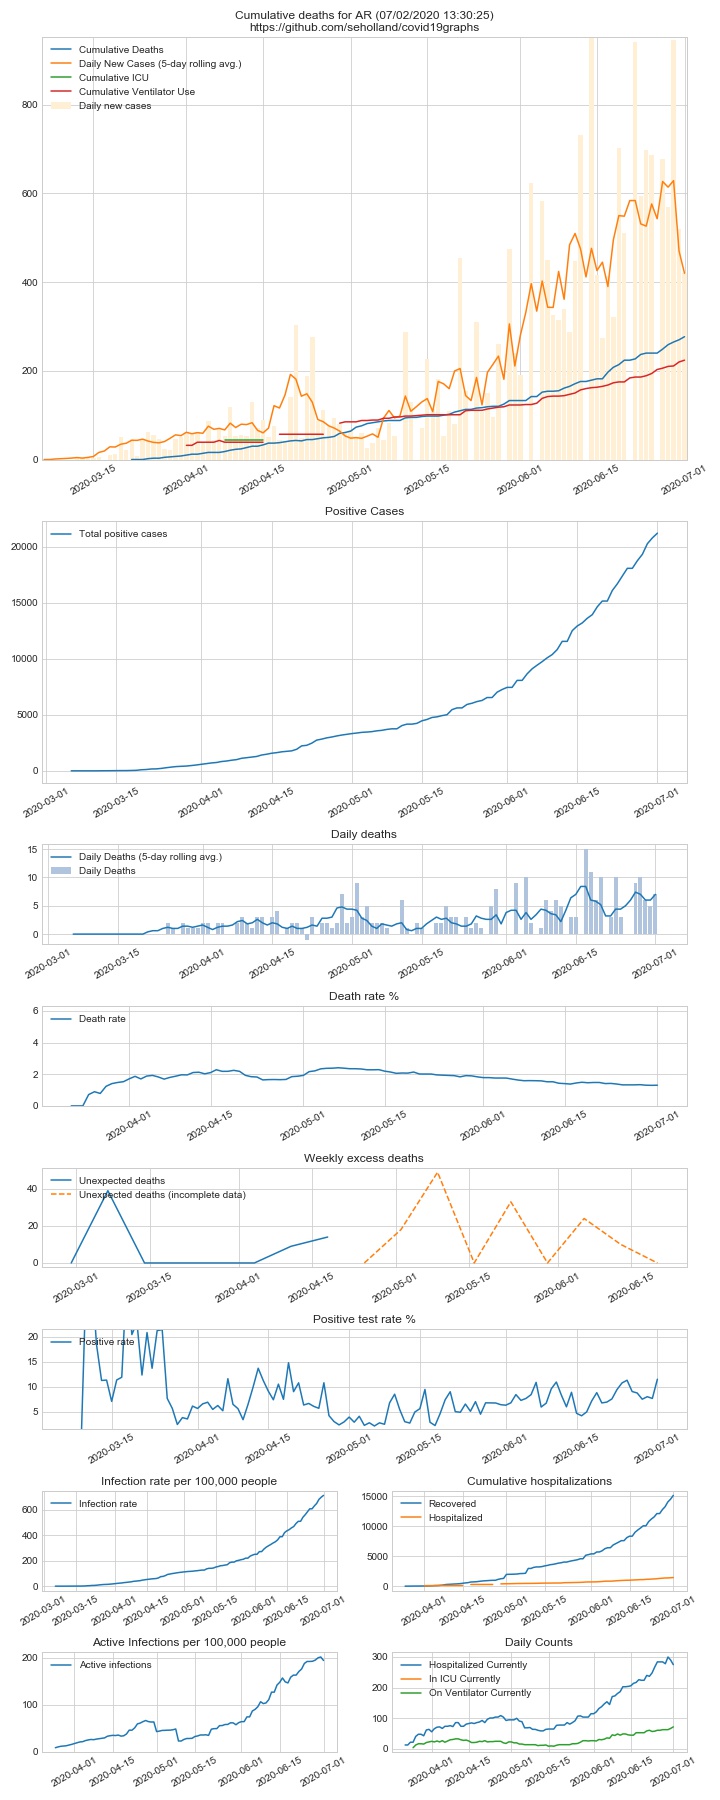 Cumulative deaths for AR (07/02/2020 13:30:25)
https://github.com/seholland/covid19graphs
Cumulative Deaths
Daily New Cases (5-day rolling avg.)
Cumulative ICU
Cumulative Ventilator Use
Daily new cases
800
600
400
200
0
2020-03-15 2020-04-01 2020-04-15 2020-05-01 2020-05-15 2020-06-01 2020-06-15 2020-07-01
Positive Cases
Total positive cases
20000
15000
10000
5000
0
2020-03-01 2020-03-15 2020-04-01 2020-04-15 2020-05-01 2020-05-15 2020-06-01 2020-06-15 2020-07-01
Daily deaths
Daily Deaths (5-day rolling avg.)
Daily Deaths
15
10
5
0
2020-03-01 2020-03-15 2020-04-01 2020-04-15 2020-05-01 2020-05-15 2020-06-01 2020-06-15 2020-07-01
Death rate %
Death rate
6
4
2
0
2020-04-01 2020-04-15 2020-05-01 2020-05-15 2020-06-01 2020-06-15 2020-07-01
Weekly excess deaths
Unexpected deaths
Unexpected deaths (incomplete data)
40
20
0
2020-03-01 2020-03-15 2020-04-01 2020-04-15 2020-05-01 2020-05-15 2020-06-01 2020-06-15
Positive test rate %
Positive rate
20
15
10
5
2020-03-15 2020-04-01 2020-04-15 2020-05-01 2020-05-15 2020-06-01 2020-06-15 2020-07-01
Infection rate per 100,000 people
Infection rate
600
400
200
0
2020-03-01 2020-03-15 2020-04-01 2020-04-15 2020-05-01 2020-05-15 2020-06-01 2020-06-15 2020-07-01
Cumulative hospitalizations
Recovered
Hospitalized
15000
10000
5000
0
2020-04-01 2020-04-15 2020-05-01 2020-05-15 2020-06-01 2020-06-15 2020-07-01
Active Infections per 100,000 people
Active infections
200
100
0
2020-04-01 2020-04-15 2020-05-01 2020-05-15 2020-06-01 2020-06-15 2020-07-01
Daily Counts
Hospitalized Currently
In ICU Currently
On Ventilator Currently
300
200
100
0
2020-04-01 2020-04-15 2020-05-01 2020-05-15 2020-06-01 2020-06-15 2020-07-01